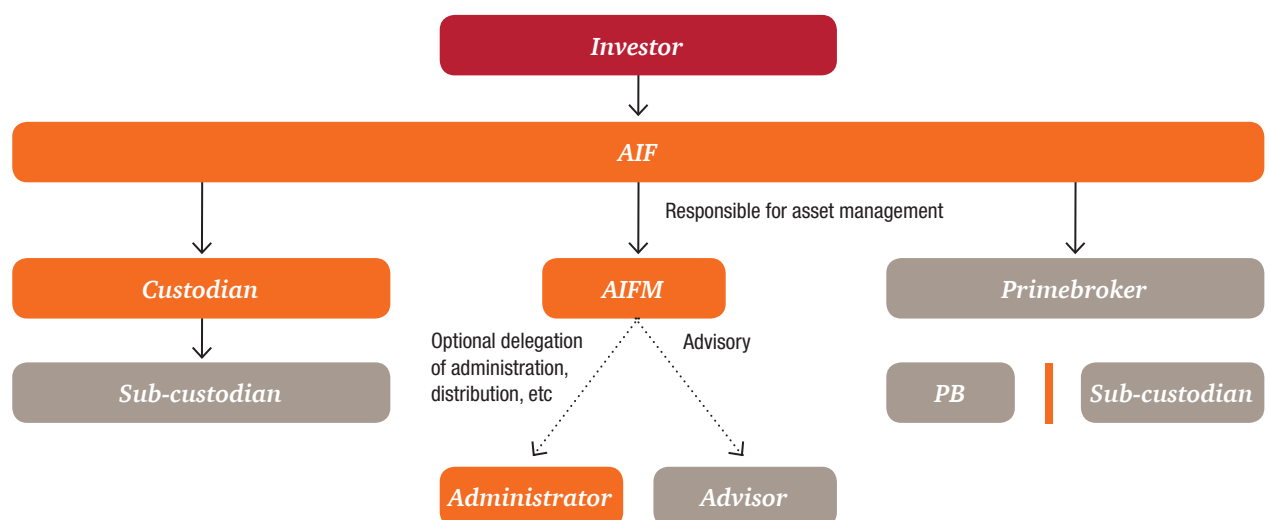 Investor
AIF
Responsible for asset management
Custodian
AIFM
Primebroker
Optional delegation
of administration,
distribution, etc
Advisory
Sub-custodian
PB
Sub-custodian
Administrator
Advisor